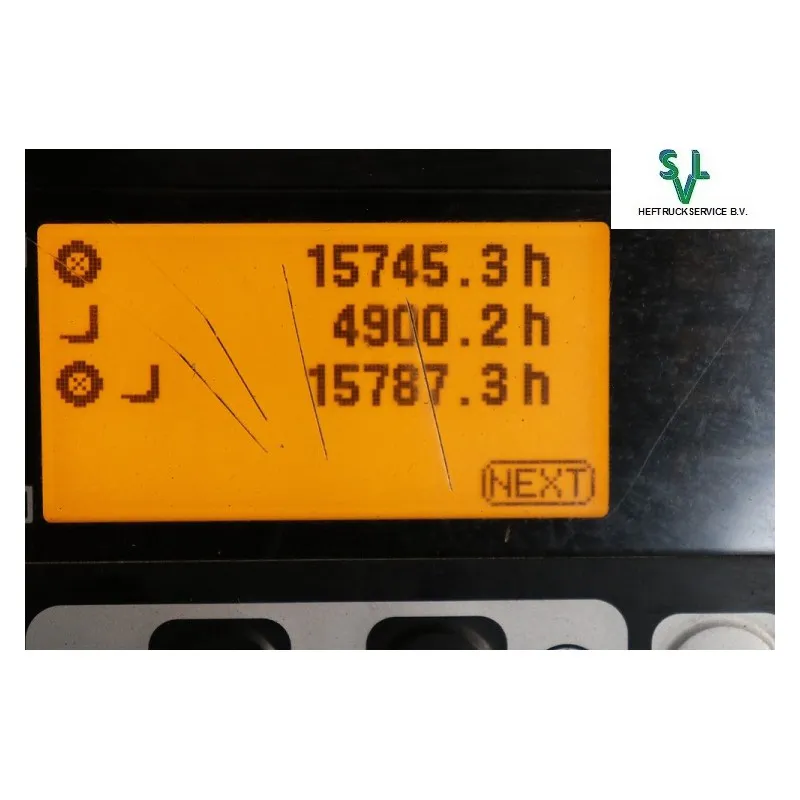 SVL
HEFTRUCKSERVICE B.V.
15745.3h
4900.2h
15787.3h
NEXT